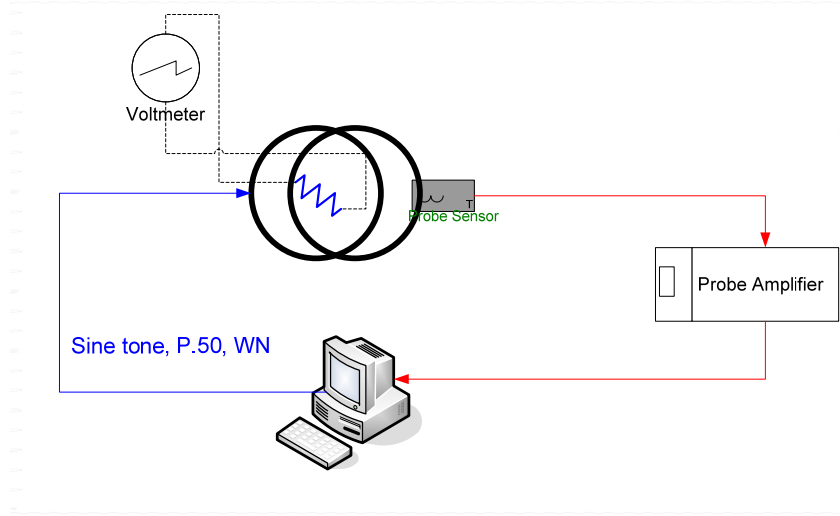 Voltmeter
T
Probe Sensor
Probe Amplifier
Sine tone, P.50, WN